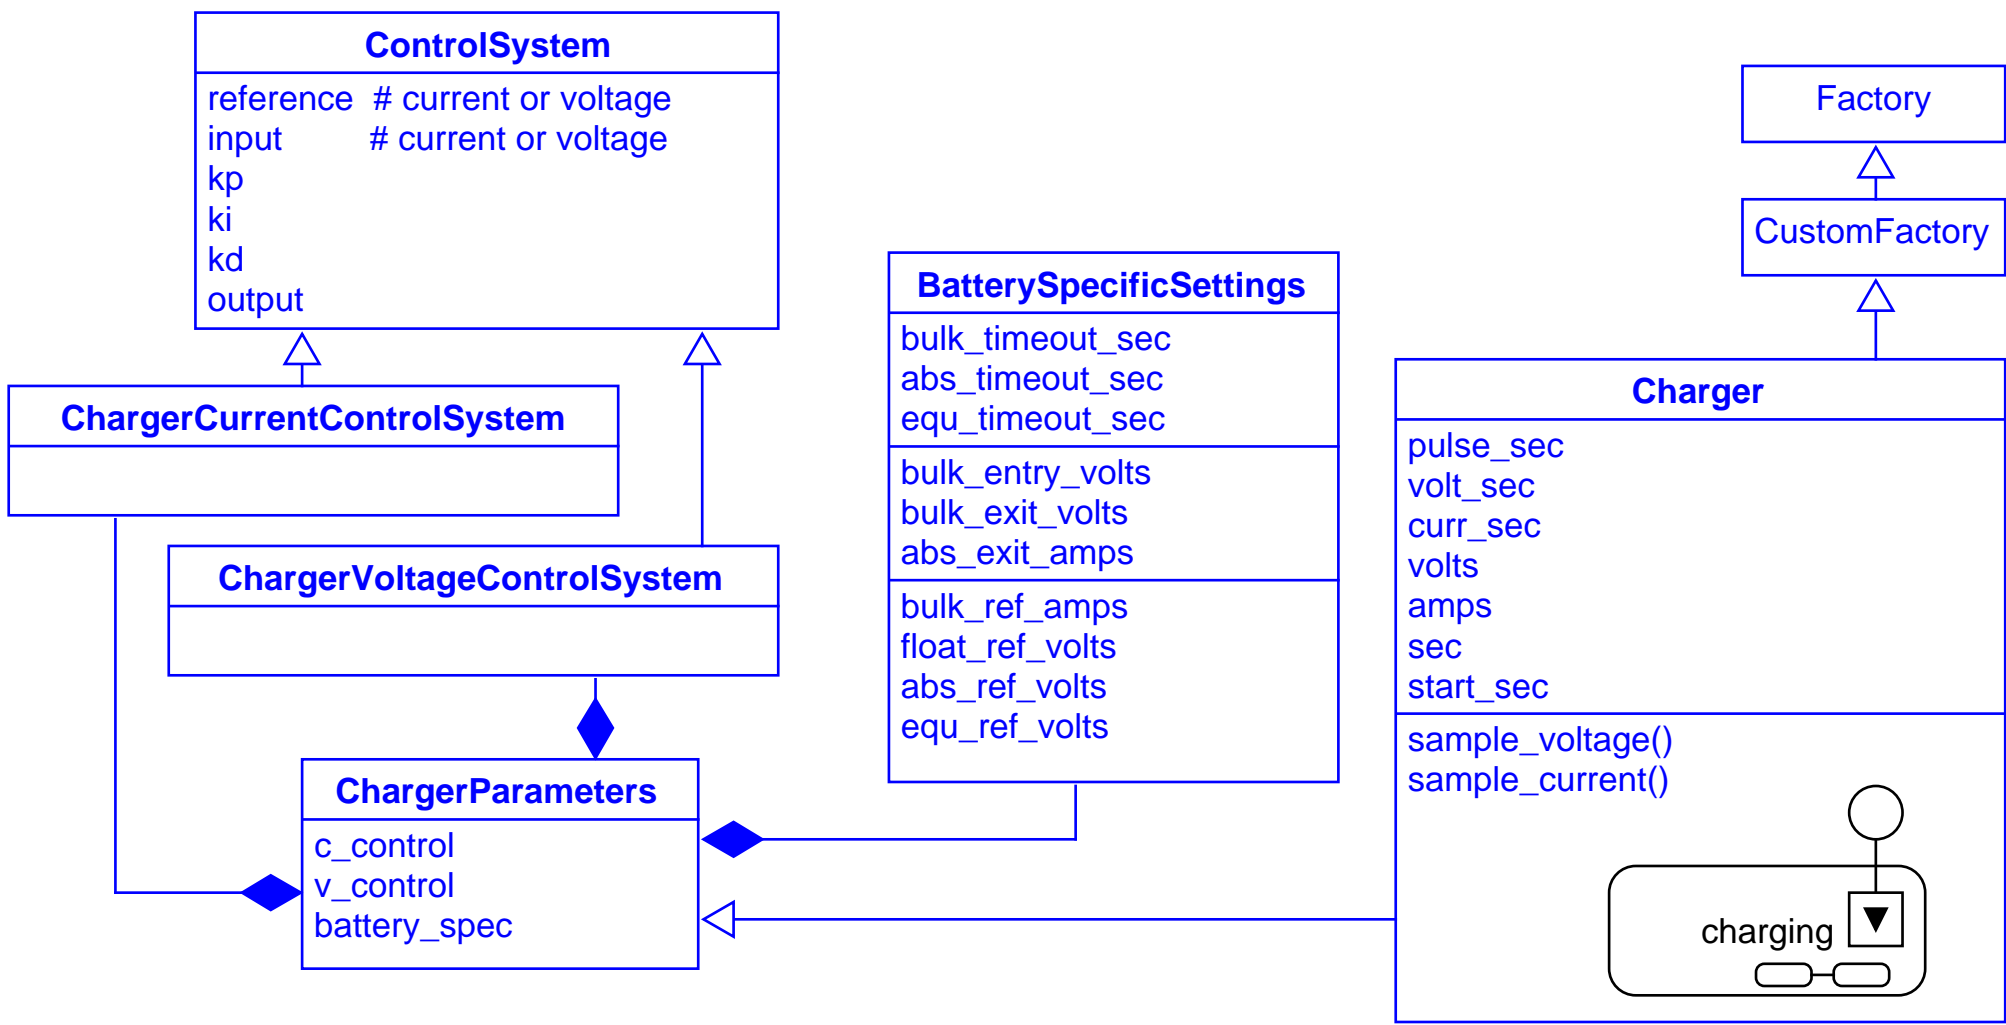 ControlSystem
reference # current or voltage
input # current or voltage
kp
ki
kd
output
ChargerCurrentControlSystem
ChargerVoltageControlSystem
ChargerParameters
c_control
v_control
battery_spec
BatterySpecificSettings
bulk_timeout_sec
abs_timeout_sec
equ_timeout_sec
bulk_entry_volts
bulk_exit_volts
abs_exit_amps
bulk_ref_amps
float_ref_volts
abs_ref_volts
equ_ref_volts
Factory
CustomFactory
Charger
pulse_sec
volt_sec
curr_sec
volts
amps
sec
start_sec
sample_voltage()
sample_current()
charging